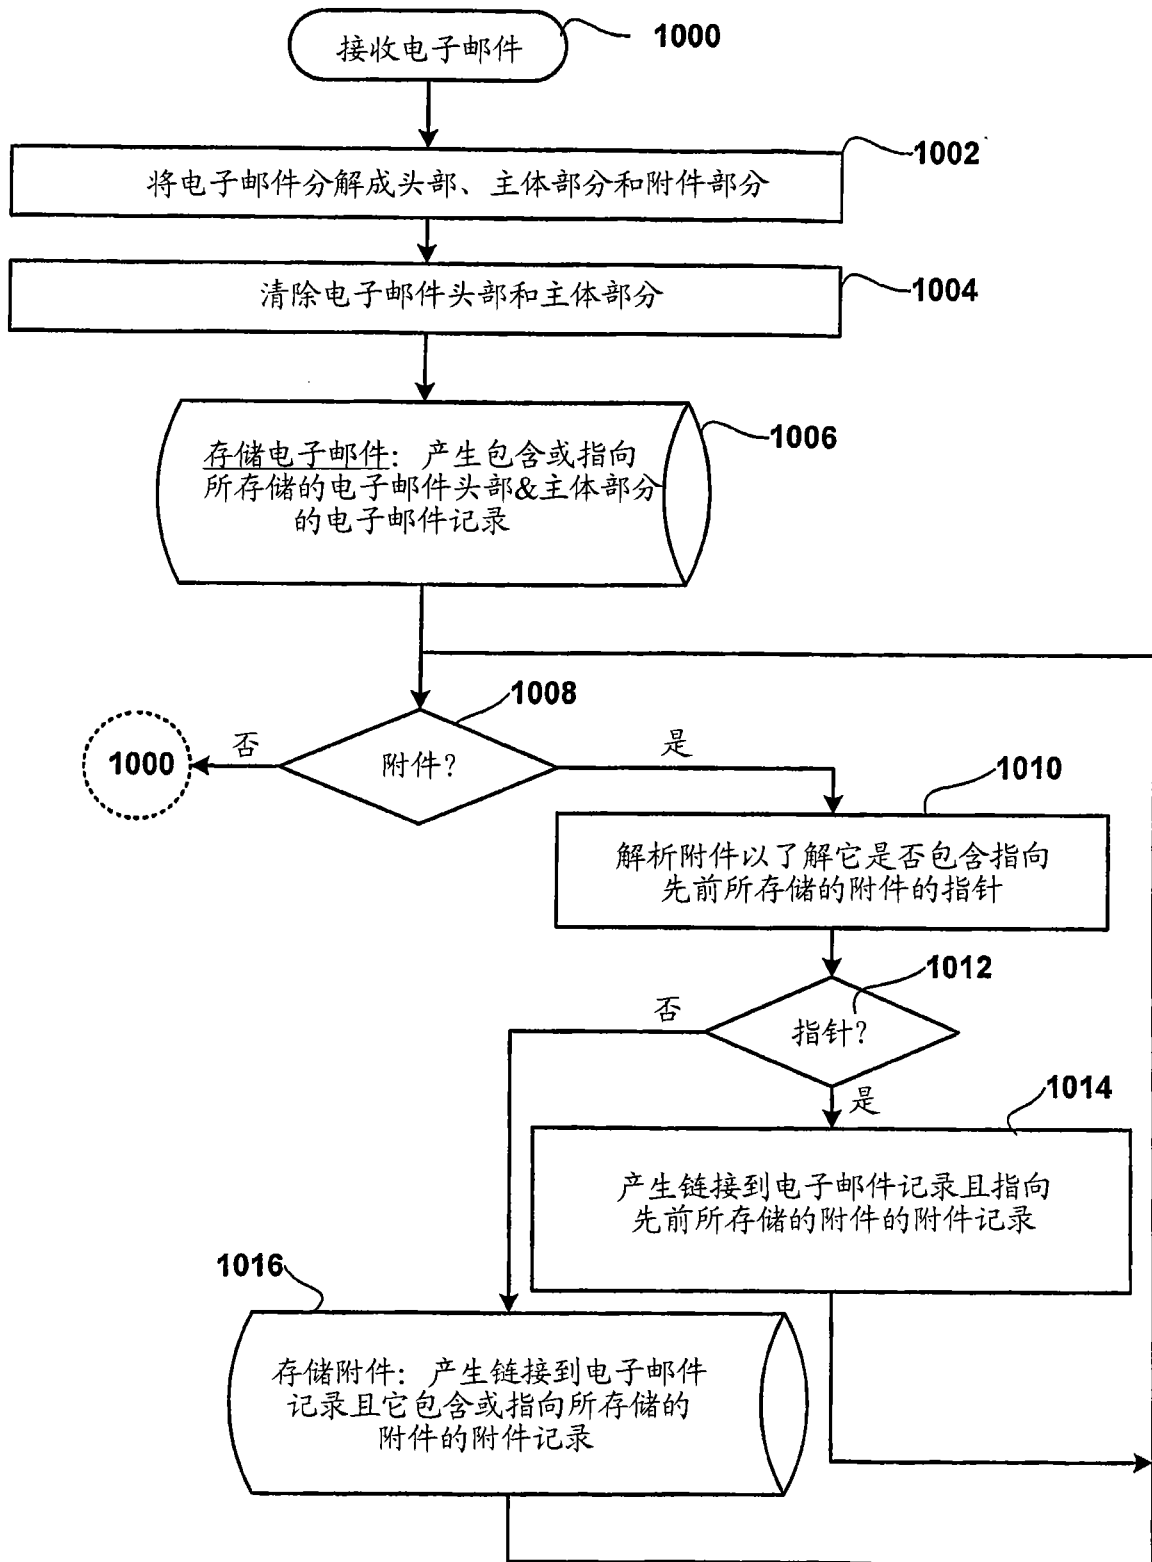 接收电子邮件
1000
1002
将电子邮件分解成头部、主体部分和附件部分
清除电子邮件头部和主体部分
1004
1006
存储电子邮件：产生包含或指向
所存储的电子邮件头部&主体部分
的电子邮件记录
1008
否
1000
附件？
是
1010
解析附件以了解它是否包含指向
先前所存储的附件的指针
1012
否
指针？
是
1014
产生链接到电子邮件记录且指向
先前所存储的附件的附件记录
1016
存储附件：产生链接到电子邮件
记录且它包含或指向所存储的
附件的附件记录